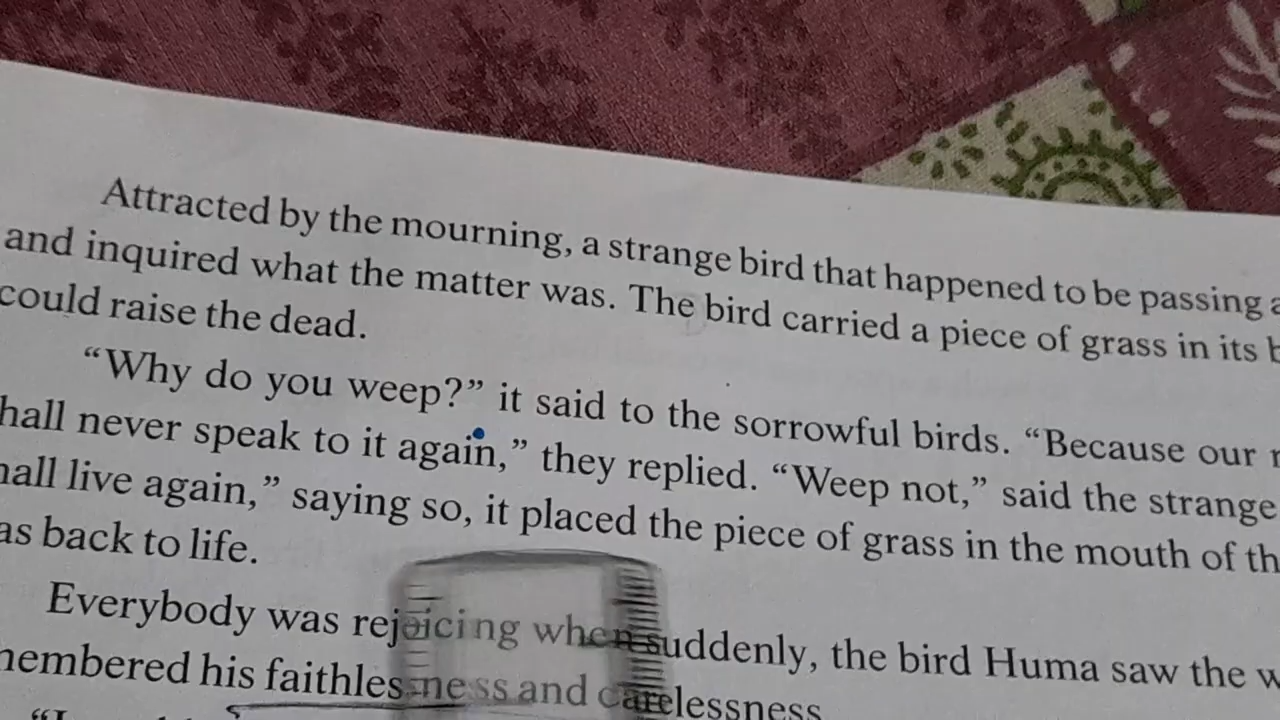 Attracted by the mourning, a strange bird that happened to be passing
and inquired what the matter was. The bird carried a piece of grass in its
could raise the dead.
“Why do you weep?” it said to the sorrowful birds. “Because our
hall never speak to it again,” they replied. “Weep not,” said the strange
hall live again,” saying so, it placed the piece of grass in the mouth of th
as back to life.
Everybody was rejoicing when suddenly, the bird Huma saw the w
membered his faithlessness and carelessness